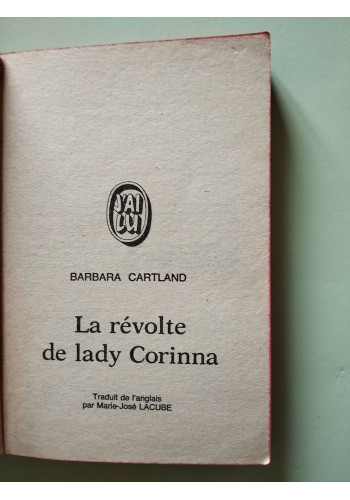 J'AI
LU
BARBARA CARTLAND
La révolte
de lady Corinna
Traduit de l'anglais
par Marie-José LACUBE